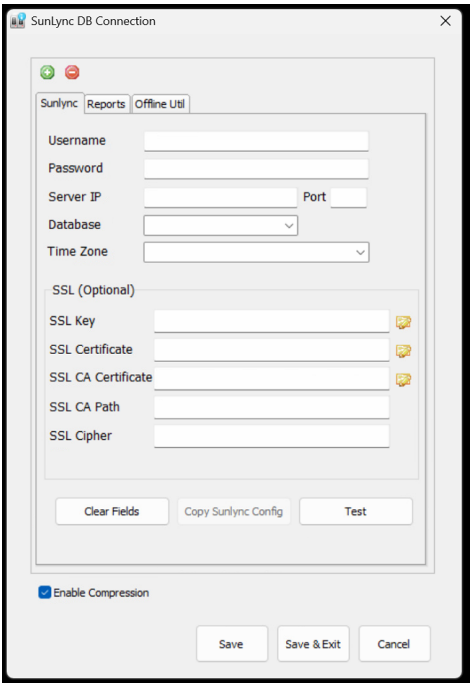 SunLync DB Connection
Sunlync Reports Offline Util
Username
Password
Server IP Port
Database
Time Zone
SSL (Optional)
SSL Key
SSL Certificate
SSL CA Certificate
SSL CA Path
SSL Cipher
Clear Fields Copy Sunlync Config Test
Enable Compression
Save Save & Exit Cancel